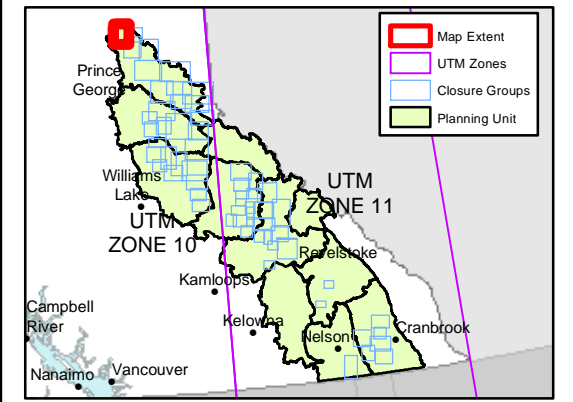 Map Extent
UTM Zones
Closure Groups
Planning Unit
Prince
George
Williams
Lake
UTM
ZONE 10
UTM
ZONE 11
Revelstoke
Kamloops
Campbell
River
Kelowna
Nelson
Cranbrook
Nanaimo
Vancouver